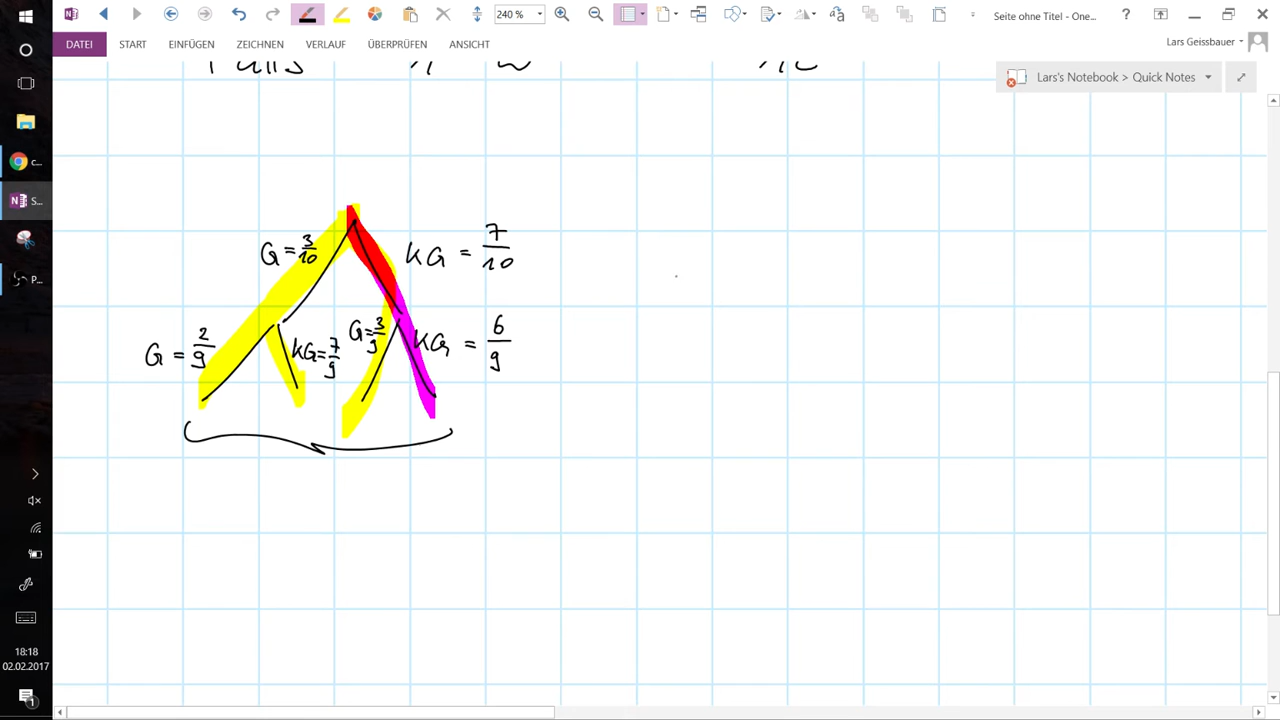 240 %
Seite ohne Titel - One...
DATEI START EINFÜGEN ZEICHNEN VERLAUF ÜBERPRÜFEN ANSICHT
Lars Geissbauer
Lars's Notebook > Quick Notes
c...
S...
P...
G = 3/10
KG = 7/10
G = 2/9
KG = 7/9
G = 3/9
KG = 6/9
18:18
02.02.2017
1